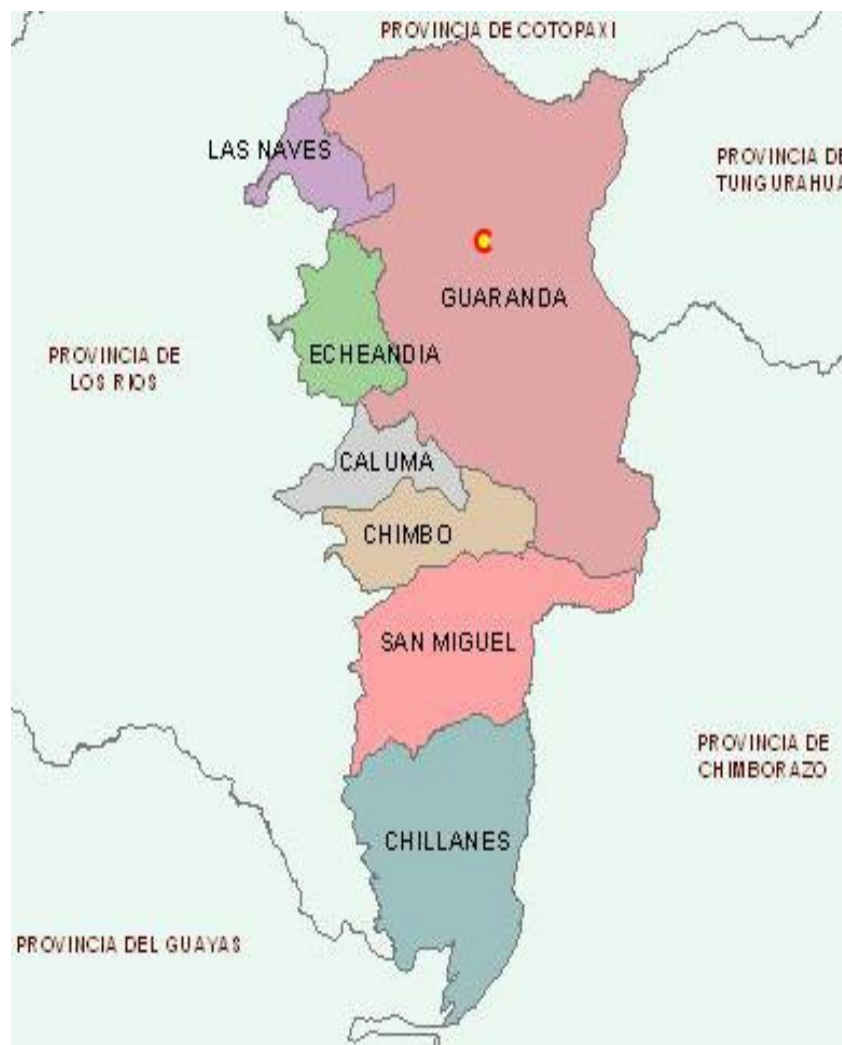 PROVINCIA DE COTOPAXI
LAS NAVES
PROVINCIA DE
TUNGURAHUA
C
GUARANDA
ECHEANDIA
PROVINCIA DE
LOS RIOS
CALUMA
CHIMBO
SAN MIGUEL
PROVINCIA DE
CHIMBORAZO
CHILLANES
PROVINCIA DEL GUAYAS